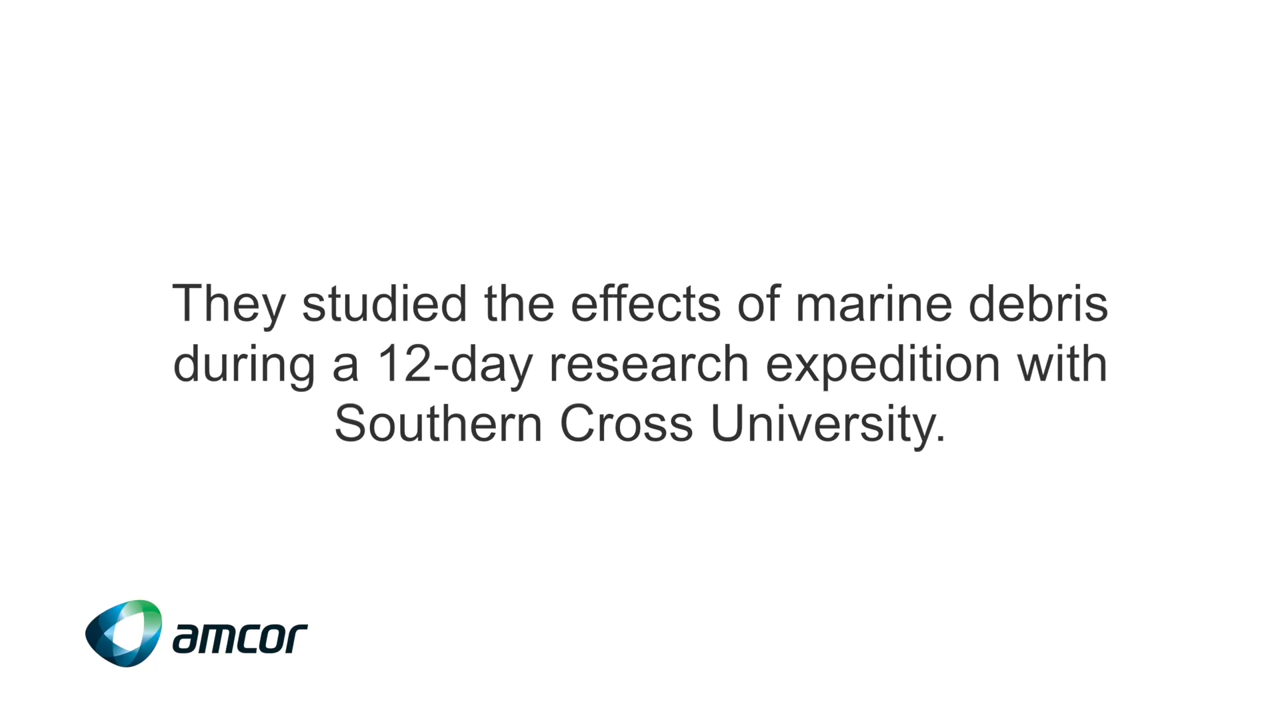 They studied the effects of marine debris
during a 12-day research expedition with
Southern Cross University.
amcor